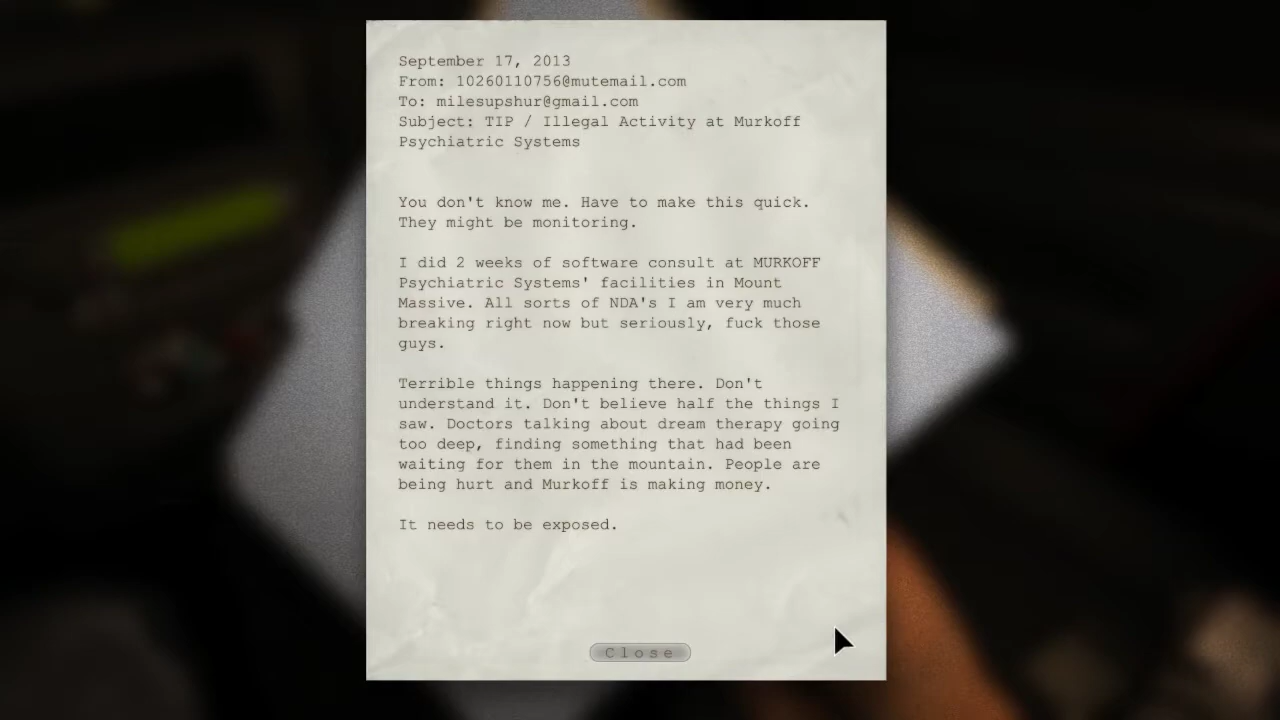 September 17, 2013
From: 10260110756@mutemail.com
To: milesupshur@gmail.com
Subject: TIP / Illegal Activity at Murkoff
Psychiatric Systems
You don't know me. Have to make this quick.
They might be monitoring.
I did 2 weeks of software consult at MURKOFF
Psychiatric Systems' facilities in Mount
Massive. All sorts of NDA's I am very much
breaking right now but seriously, fuck those
guys.
Terrible things happening there. Don't
understand it. Don't believe half the things I
saw. Doctors talking about dream therapy going
too deep, finding something that had been
waiting for them in the mountain. People are
being hurt and Murkoff is making money.
It needs to be exposed.
Close